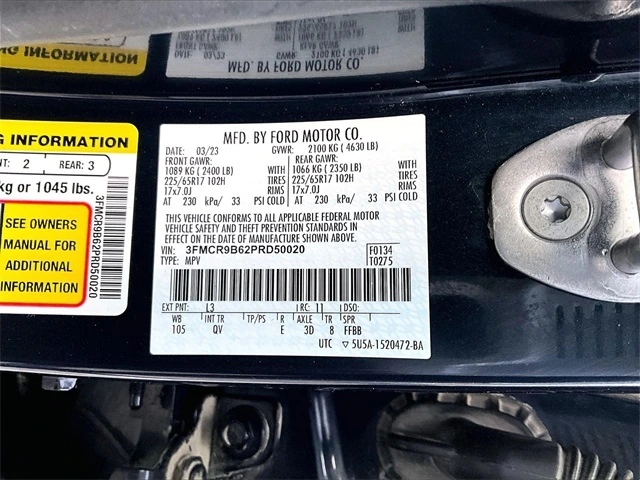 MFD. BY FORD MOTOR CO.
G INFORMATION
NT: 2 REAR: 3
kg or 1045 lbs.
SEE OWNERS
MANUAL FOR
ADDITIONAL
INFORMATION
3FMCR9B62PRD50020
MFD. BY FORD MOTOR CO.
DATE: 03/23 GVWR: 2100 KG ( 4630 LB)
FRONT GAWR: REAR GAWR:
1089 KG ( 2400 LB) WITH 1066 KG ( 2350 LB) WITH
225/65R17 102H TIRES 225/65R17 102H TIRES
17x7.0J RIMS 17x7.0J RIMS
AT 230 kPa/ 33 PSI COLD AT 230 kPa/ 33 PSI COLD
THIS VEHICLE CONFORMS TO ALL APPLICABLE FEDERAL MOTOR
VEHICLE SAFETY AND THEFT PREVENTION STANDARDS IN EFFECT
ON THE DATE OF MANUFACTURE SHOWN ABOVE.
VIN: 3FMCR9B62PRD50020 F0134
TYPE: MPV T0275
EXT PNT: L3 RC: 11 DSO:
WB INT TR TP/PS R AXLE TR SPR
105 QV E 3D 8 FFBB
UTC ▽ 5U5A-1520472-BA